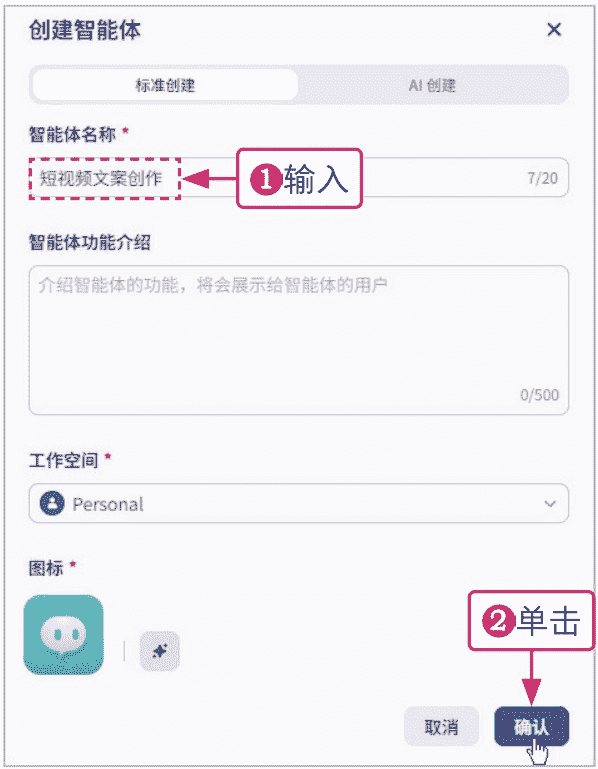 创建智能体
标准创建 AI 创建
智能体名称 *
短视频文案创作 ❶输入 7/20
智能体功能介绍
介绍智能体的功能，将会展示给智能体的用户
0/500
工作空间 *
Personal
图标 *
❷单击
取消 确认